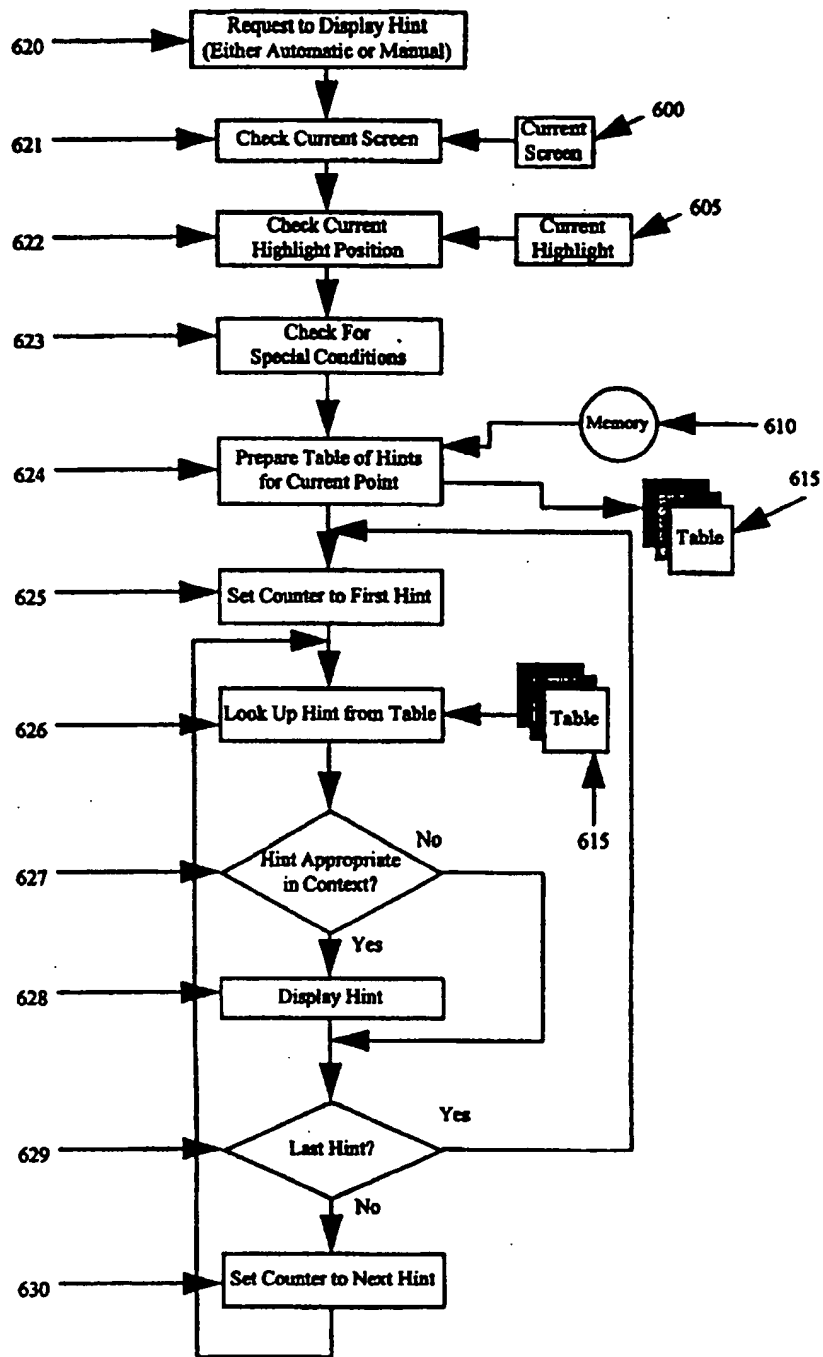 Request to Display Hint
(Either Automatic or Manual)
620
600
Check Current Screen
Current
Screen
621
605
Check Current
Highlight Position
Current
Highlight
622
Check For
Special Conditions
623
Memory
610
Prepare Table of Hints
for Current Point
624
615
Table
Set Counter to First Hint
625
Look Up Hint from Table
Table
626
615
No
Hint Appropriate
in Context?
627
Yes
Display Hint
628
Yes
Last Hint?
629
No
Set Counter to Next Hint
630